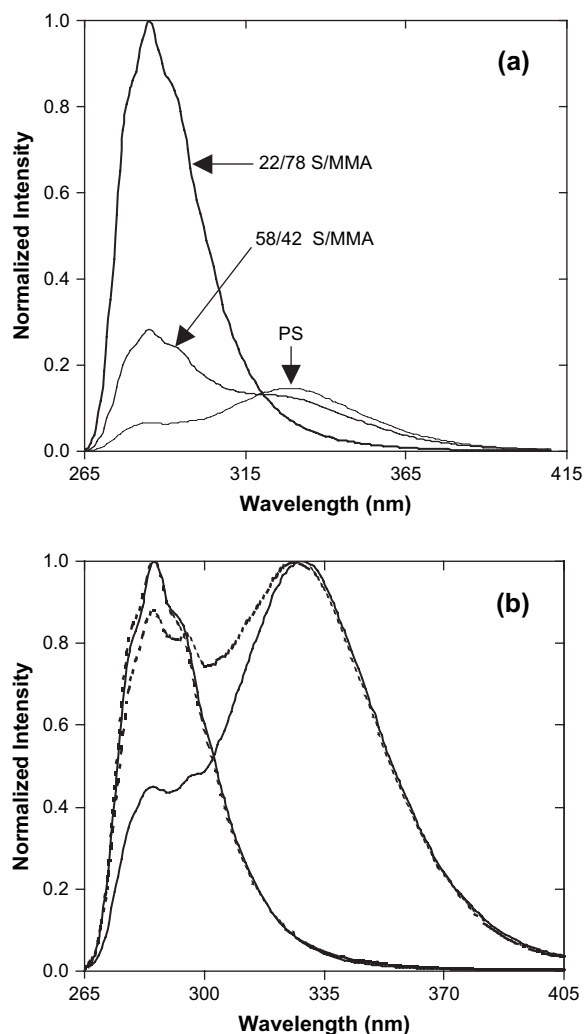 (a)
1.0
0.8
0.6
0.4
0.2
0.0
Normalized Intensity
22/78 S/MMA
58/42 S/MMA
PS
265
315
365
415
Wavelength (nm)
(b)
1.0
0.8
0.6
0.4
0.2
0.0
Normalized Intensity
265
300
335
370
405
Wavelength (nm)